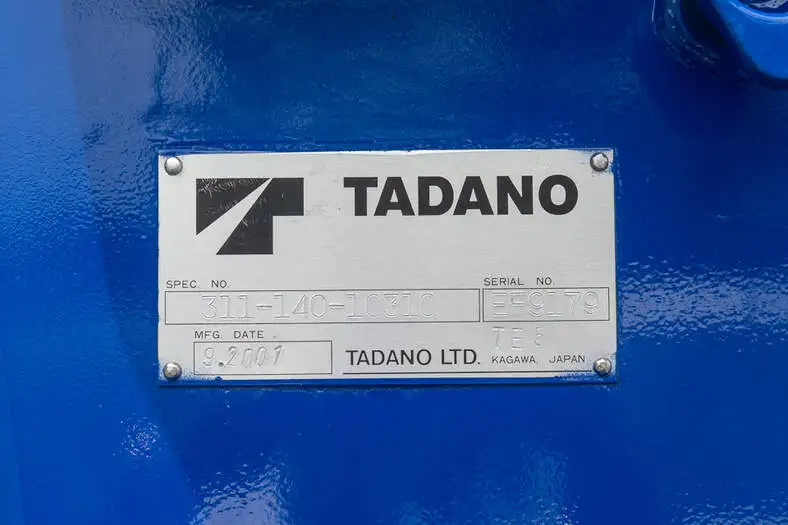 TADANO
SPEC. NO.
SERIAL NO.
311-140-10310
EF9179
MFG. DATE.
9.2001
TADANO LTD.
KAGAWA, JAPAN